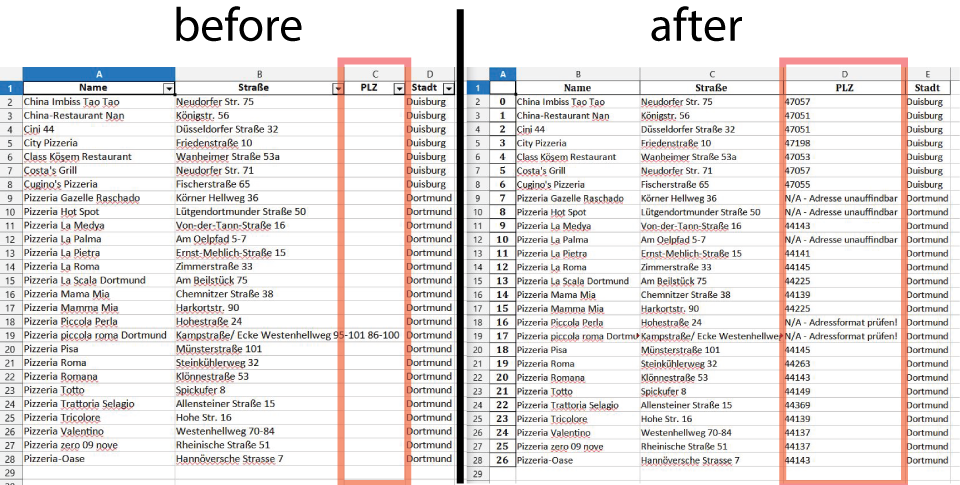 before after
A B C D A B C D E
1 Name Straße PLZ Stadt 1 Name Straße PLZ Stadt
2 China Imbiss Tao Tao Neudorfer Str. 75 Duisburg 2 0 China Imbiss Tao Tao Neudorfer Str. 75 47057 Duisburg
3 China-Restaurant Nan Königstr. 56 Duisburg 3 1 China-Restaurant Nan Königstr. 56 47051 Duisburg
4 Çini 44 Düsseldorfer Straße 32 Duisburg 4 2 Çini 44 Düsseldorfer Straße 32 47051 Duisburg
5 City Pizzeria Friedenstraße 10 Duisburg 5 3 City Pizzeria Friedenstraße 10 47198 Duisburg
6 Class Köşem Restaurant Wanheimer Straße 53a Duisburg 6 4 Class Köşem Restaurant Wanheimer Straße 53a 47053 Duisburg
7 Costa's Grill Neudorfer Str. 71 Duisburg 7 5 Costa's Grill Neudorfer Str. 71 47057 Duisburg
8 Cugino's Pizzeria Fischerstraße 65 Duisburg 8 6 Cugino's Pizzeria Fischerstraße 65 47055 Duisburg
9 Pizzeria Gazelle Raschado Körner Hellweg 36 Dortmund 9 7 Pizzeria Gazelle Raschado Körner Hellweg 36 N/A - Adresse unauffindbar Dortmund
10 Pizzeria Hot Spot Lütgendortmunder Straße 50 Dortmund 10 8 Pizzeria Hot Spot Lütgendortmunder Straße 50 N/A - Adresse unauffindbar Dortmund
11 Pizzeria La Medya Von-der-Tann-Straße 16 Dortmund 11 9 Pizzeria La Medya Von-der-Tann-Straße 16 44143 Dortmund
12 Pizzeria La Palma Am Oelpfad 5-7 Dortmund 12 10 Pizzeria La Palma Am Oelpfad 5-7 N/A - Adresse unauffindbar Dortmund
13 Pizzeria La Pietra Ernst-Mehlich-Straße 15 Dortmund 13 11 Pizzeria La Pietra Ernst-Mehlich-Straße 15 44141 Dortmund
14 Pizzeria La Roma Zimmerstraße 33 Dortmund 14 12 Pizzeria La Roma Zimmerstraße 33 44145 Dortmund
15 Pizzeria La Scala Dortmund Am Beilstück 75 Dortmund 15 13 Pizzeria La Scala Dortmund Am Beilstück 75 44225 Dortmund
16 Pizzeria Mama Mia Chemnitzer Straße 38 Dortmund 16 14 Pizzeria Mama Mia Chemnitzer Straße 38 44139 Dortmund
17 Pizzeria Mamma Mia Harkortstr. 90 Dortmund 17 15 Pizzeria Mamma Mia Harkortstr. 90 44225 Dortmund
18 Pizzeria Piccola Perla Hohestraße 24 Dortmund 18 16 Pizzeria Piccola Perla Hohestraße 24 N/A - Adressformat prüfen! Dortmund
19 Pizzeria piccola roma Dortmund Kampstraße/ Ecke Westenhellweg 95-101 86-100 Dortmund 19 17 Pizzeria piccola roma Dortmu Kampstraße/ Ecke Westenhellwe N/A - Adressformat prüfen! Dortmund
20 Pizzeria Pisa Münsterstraße 101 Dortmund 20 18 Pizzeria Pisa Münsterstraße 101 44145 Dortmund
21 Pizzeria Roma Steinkühlerweg 32 Dortmund 21 19 Pizzeria Roma Steinkühlerweg 32 44263 Dortmund
22 Pizzeria Romana Klönnestraße 53 Dortmund 22 20 Pizzeria Romana Klönnestraße 53 44143 Dortmund
23 Pizzeria Totto Spickufer 8 Dortmund 23 21 Pizzeria Totto Spickufer 8 44149 Dortmund
24 Pizzeria Trattoria Selagio Allensteiner Straße 15 Dortmund 24 22 Pizzeria Trattoria Selagio Allensteiner Straße 15 44369 Dortmund
25 Pizzeria Tricolore Hohe Str. 16 Dortmund 25 23 Pizzeria Tricolore Hohe Str. 16 44139 Dortmund
26 Pizzeria Valentino Westenhellweg 70-84 Dortmund 26 24 Pizzeria Valentino Westenhellweg 70-84 44137 Dortmund
27 Pizzeria zero 09 nove Rheinische Straße 51 Dortmund 27 25 Pizzeria zero 09 nove Rheinische Straße 51 44137 Dortmund
28 Pizzeria-Oase Hannöversche Strasse 7 Dortmund 28 26 Pizzeria-Oase Hannöversche Strasse 7 44143 Dortmund
29 29